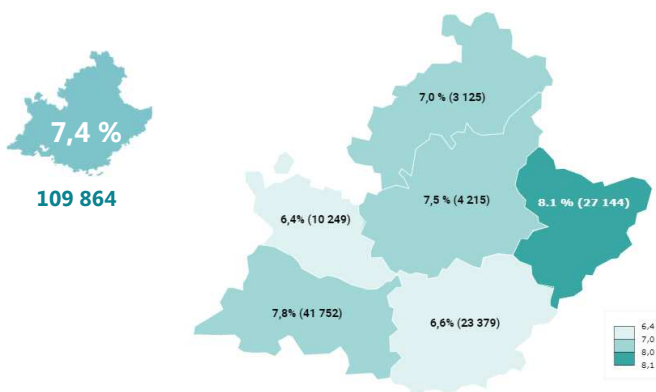 7,4 %
109 864
7,0 % (3 125)
7,5 % (4 215)
8.1 % (27 144)
6,4% (10 249)
7,8% (41 752)
6,6% (23 379)
6,4
7,0
8,0
8,1